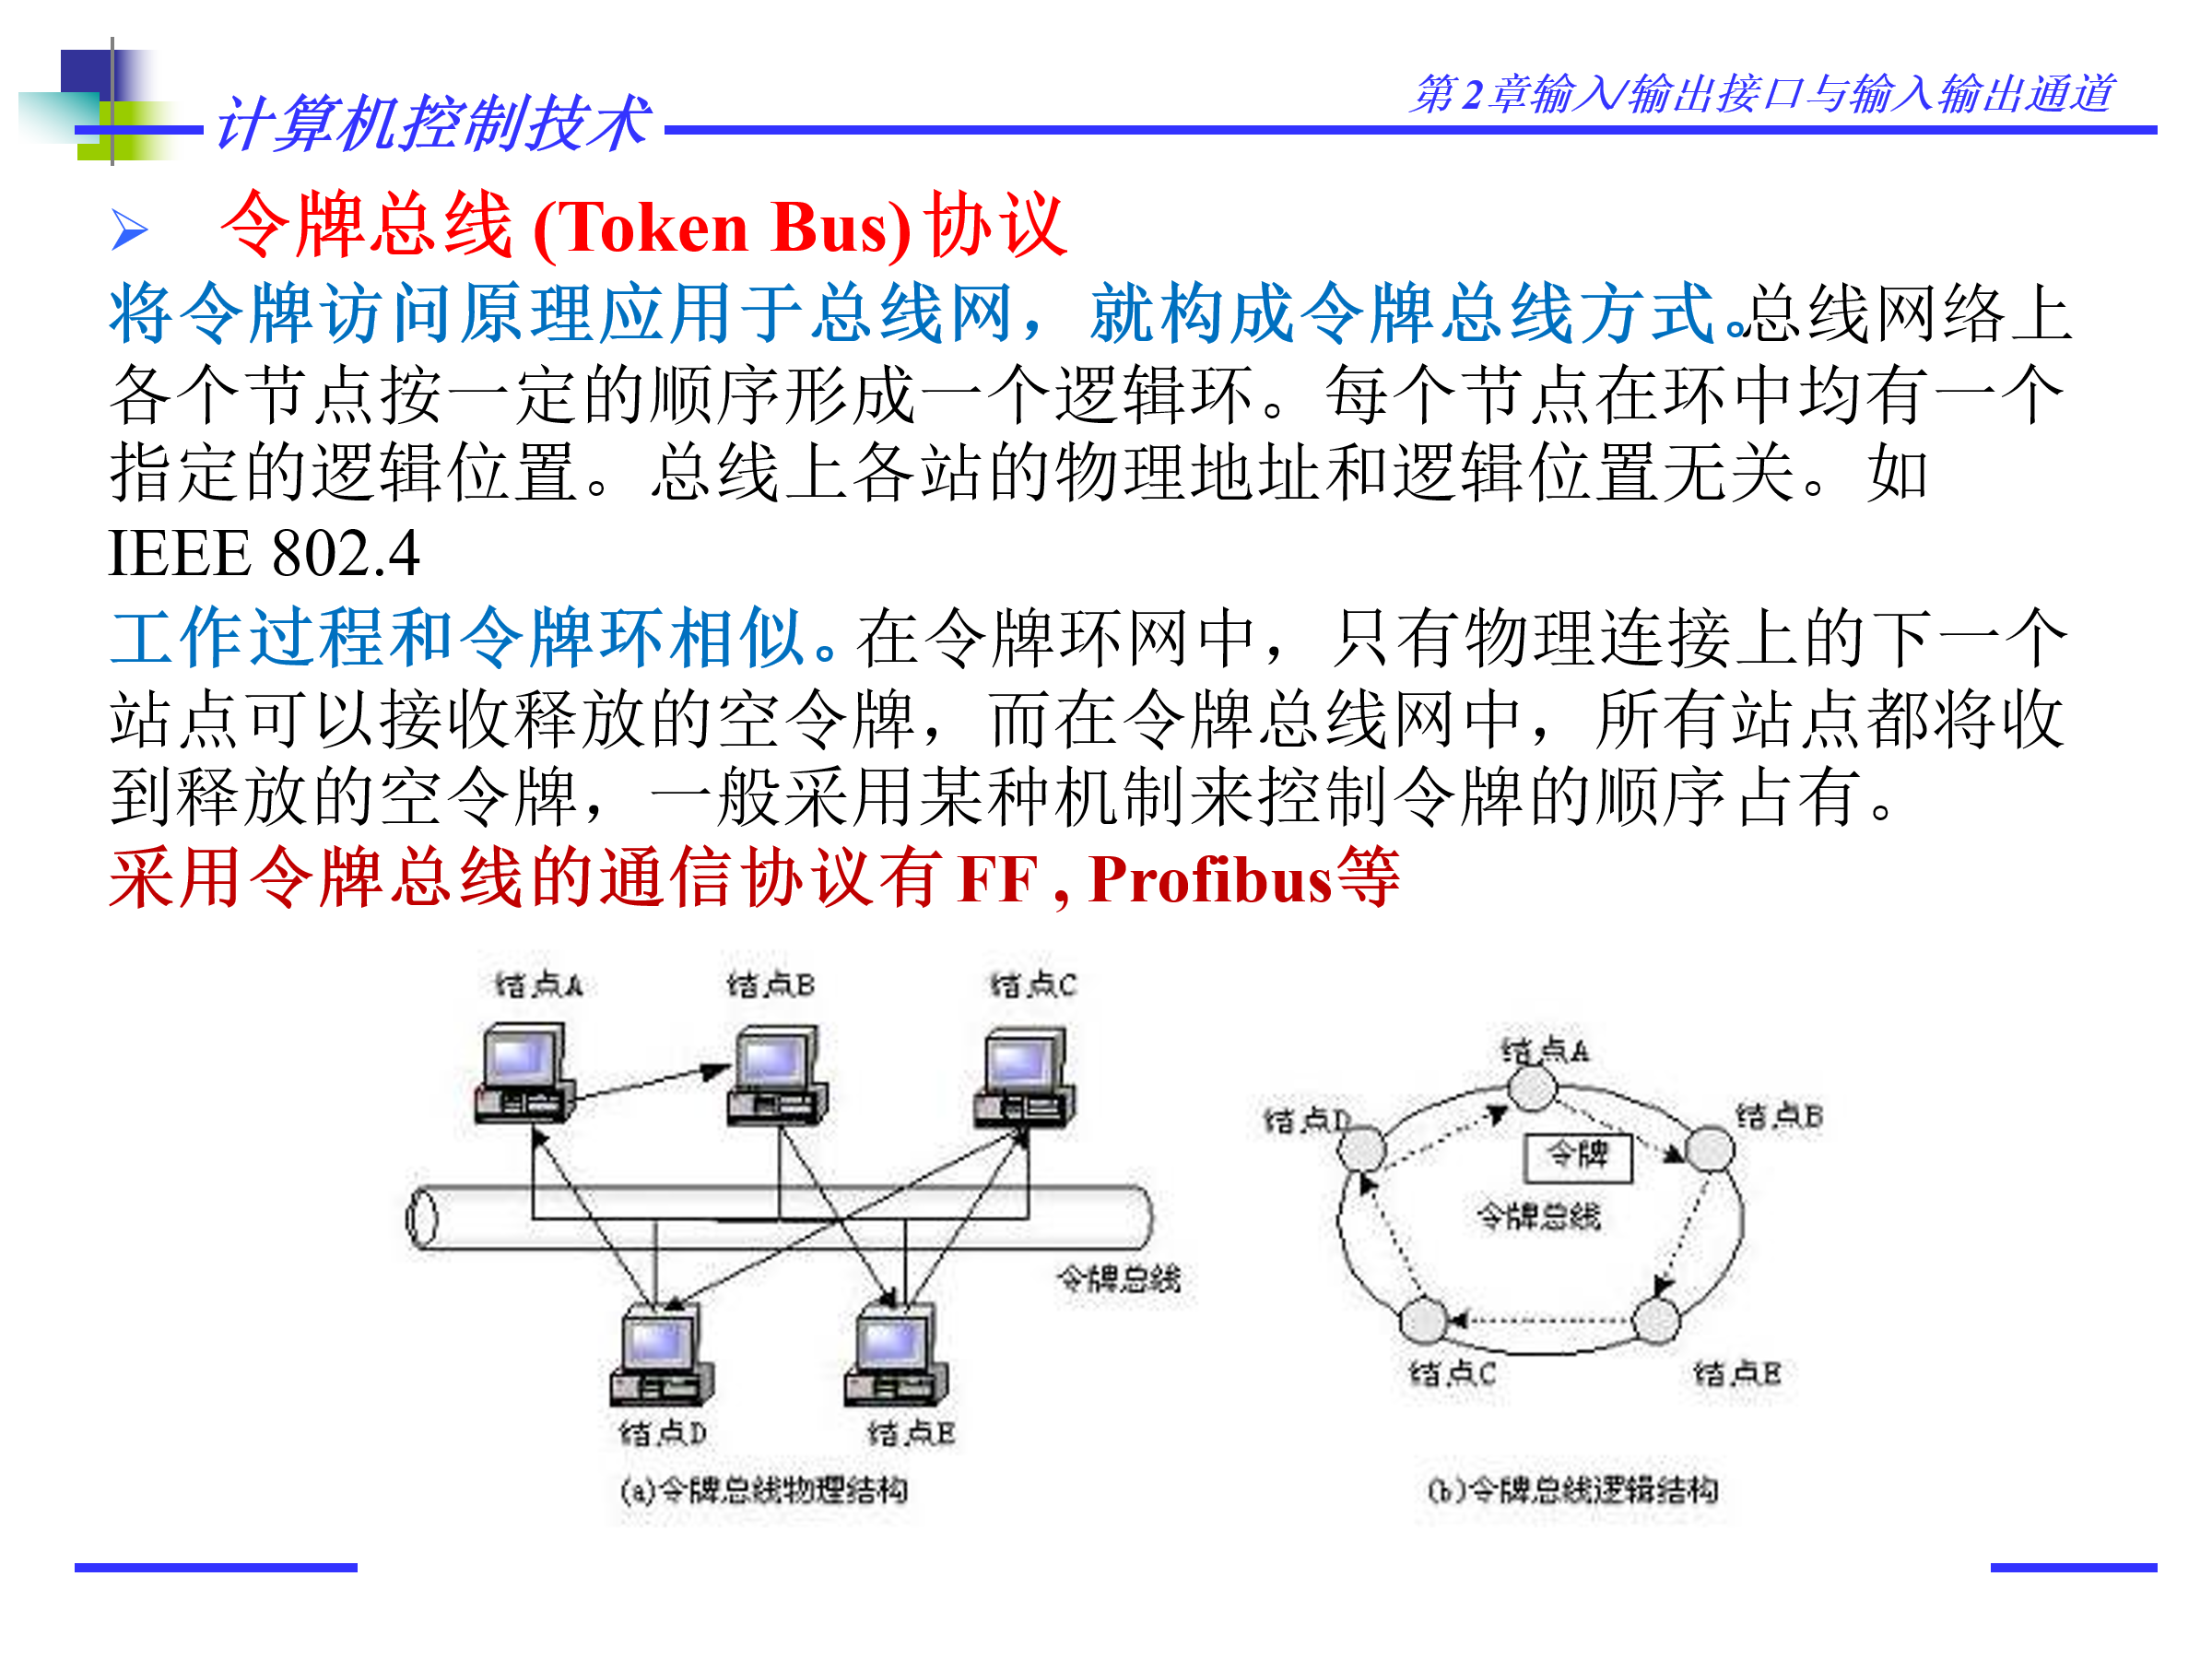 计算机控制技术
第2章输入/输出接口与输入输出通道
令牌总线(Token Bus)协议
将令牌访问原理应用于总线网，就构成令牌总线方式。总线网络上
各个节点按一定的顺序形成一个逻辑环。每个节点在环中均有一个
指定的逻辑位置。总线上各站的物理地址和逻辑位置无关。如
IEEE 802.4
工作过程和令牌环相似。在令牌环网中，只有物理连接上的下一个
站点可以接收释放的空令牌，而在令牌总线网中，所有站点都将收
到释放的空令牌，一般采用某种机制来控制令牌的顺序占有。
采用令牌总线的通信协议有FF , Profibus等
结点A
结点B
结点C
令牌总线
结点D
结点E
(a)令牌总线物理结构
结点A
结点D
结点B
令牌
令牌总线
结点C
结点E
(b)令牌总线逻辑结构